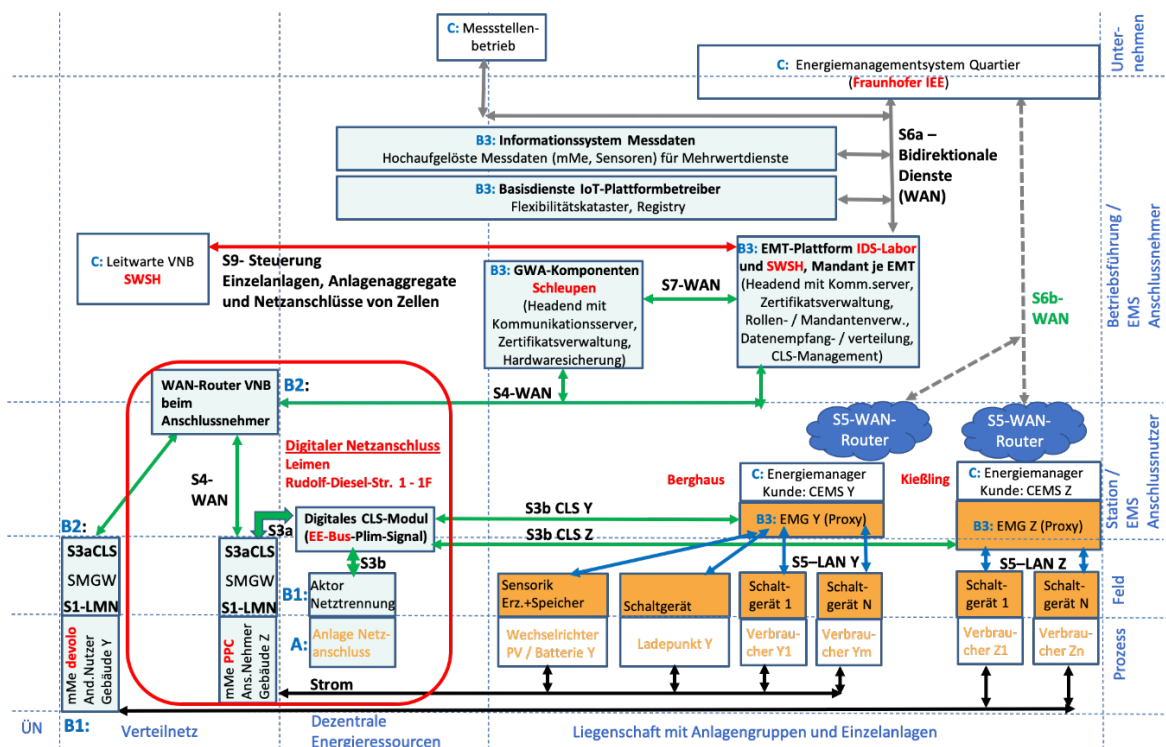 C: Messstellen-
betrieb
C: Energiemanagementsystem Quartier
(Fraunhofer IEE)
Unter-
nehmen
B3: Informationssystem Messdaten
Hochaufgelöste Messdaten (mMe, Sensoren) für Mehrwertdienste
S6a –
Bidirektionale
Dienste
(WAN)
B3: Basisdienste IoT-Plattformbetreiber
Flexibilitätskataster, Registry
C: Leitwarte VNB
SWSH
S9- Steuerung
Einzelanlagen, Anlagenaggregate
und Netzanschlüsse von Zellen
B3: GWA-Komponenten
Schleupen
(Headend mit
Kommunikationsserver,
Zertifikatsverwaltung,
Hardwaresicherung)
S7-WAN
B3: EMT-Plattform IDS-Labor
und SWSH, Mandant je EMT
(Headend mit Komm.server,
Zertifikatsverwaltung,
Rollen- / Mandantenverw.,
Datenempfang- / verteilung,
CLS-Management)
S6b-
WAN
Betriebsführung /
EMS
Anschlussnehmer
WAN-Router VNB
beim
Anschlussnehmer
B2:
S4-WAN
S5-WAN-
Router
S5-WAN-
Router
Digitaler Netzanschluss
Leimen
Rudolf-Diesel-Str. 1 - 1F
S4-
WAN
Berghaus
C: Energiemanager
Kunde: CEMS Y
B3: EMG Y (Proxy)
Kießling
C: Energiemanager
Kunde: CEMS Z
B3: EMG Z (Proxy)
Station /
EMS
Anschlussnutzer
B2:
S3a
Digitales CLS-Modul
(EE-Bus-Plim-Signal)
S3b CLS Y
S3b CLS Z
S3aCLS
SMGW
S1-LMN
S3aCLS
SMGW
S1-LMN
S3b
B1:
Aktor
Netztrennung
S5–LAN Y
S5–LAN Z
Sensorik
Erz.+Speicher
Schaltgerät
Schalt-
gerät 1
Schalt-
gerät N
Schalt-
gerät 1
Schalt-
gerät N
Feld
mMe devolo
And.Nutzer
Gebäude Y
mMe PPC
Ans.Nehmer
Gebäude Z
A:
Anlage Netz-
anschluss
Wechselrichter
PV / Batterie Y
Ladepunkt Y
Verbrau-
cher Y1
Verbrau-
cher Ym
Verbrau-
cher Z1
Verbrau-
cher Zn
Prozess
Strom
ÜN
B1:
Verteilnetz
Dezentrale
Energieressourcen
Liegenschaft mit Anlagengruppen und Einzelanlagen